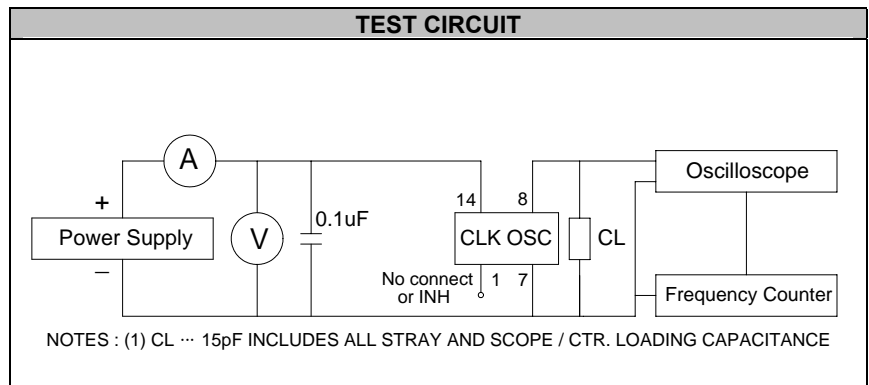 TEST CIRCUIT
A
14 8
Oscilloscope
+
0.1uF
Power Supply
V
CLK OSC
CL
−
No connect 1 7
or INH
Frequency Counter
NOTES : (1) CL ··· 15pF INCLUDES ALL STRAY AND SCOPE / CTR. LOADING CAPACITANCE